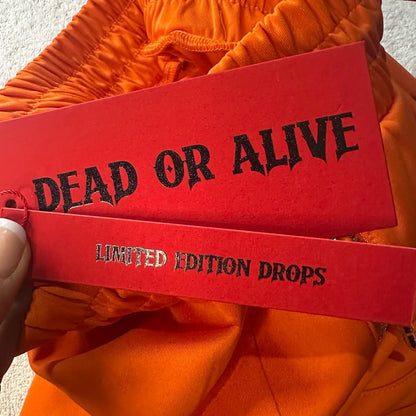 DEAD OR ALIVE
LIMITED EDITION DROPS